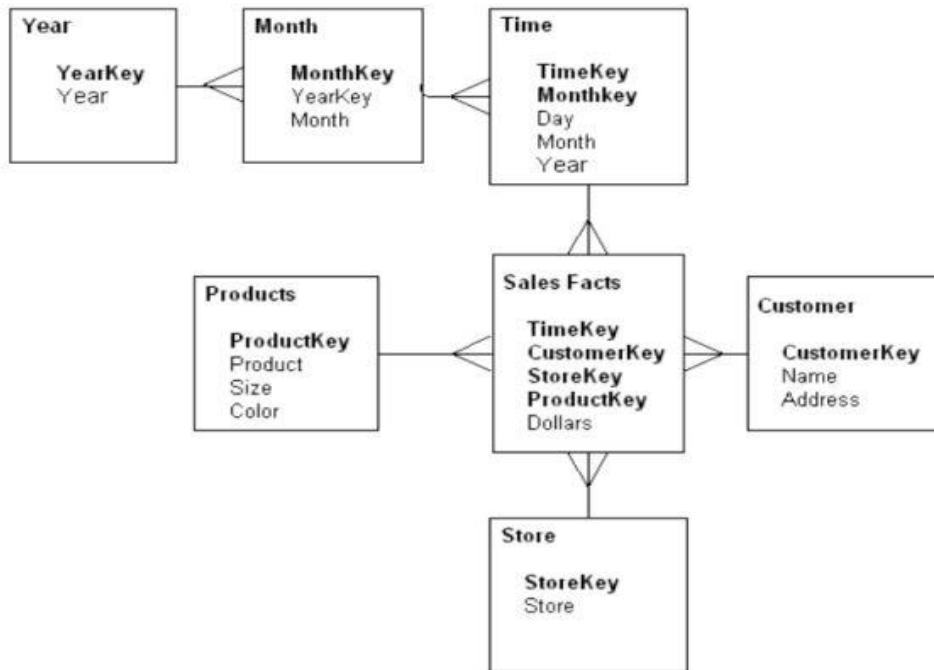 Year
YearKey
Year
Month
MonthKey
YearKey
Month
Time
TimeKey
Monthkey
Day
Month
Year
Products
ProductKey
Product
Size
Color
Sales Facts
TimeKey
CustomerKey
StoreKey
ProductKey
Dollars
Customer
CustomerKey
Name
Address
Store
StoreKey
Store